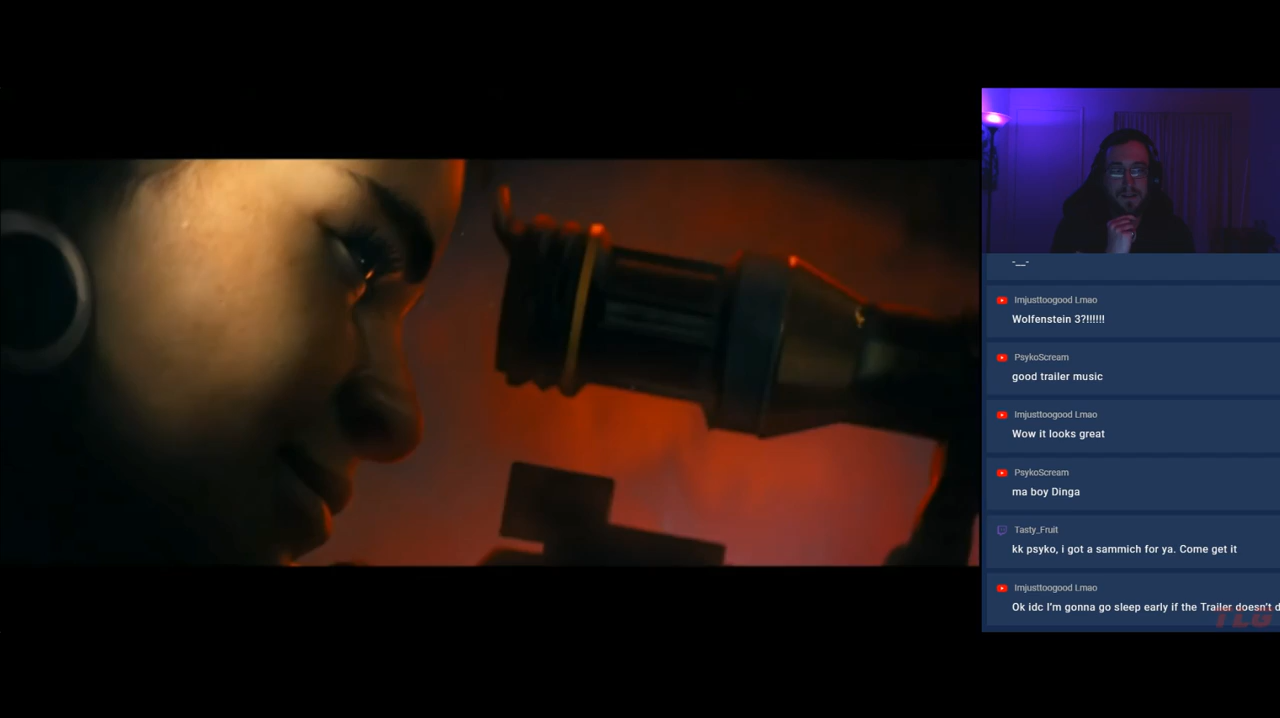 -__-
Imjusttoogood Lmao
Wolfenstein 3?!!!!!!
PsykoScream
good trailer music
Imjusttoogood Lmao
Wow it looks great
PsykoScream
ma boy Dinga
Tasty_Fruit
kk psyko, i got a sammich for ya. Come get it
Imjusttoogood Lmao
Ok idc I'm gonna go sleep early if the Trailer doesn't d
TLG